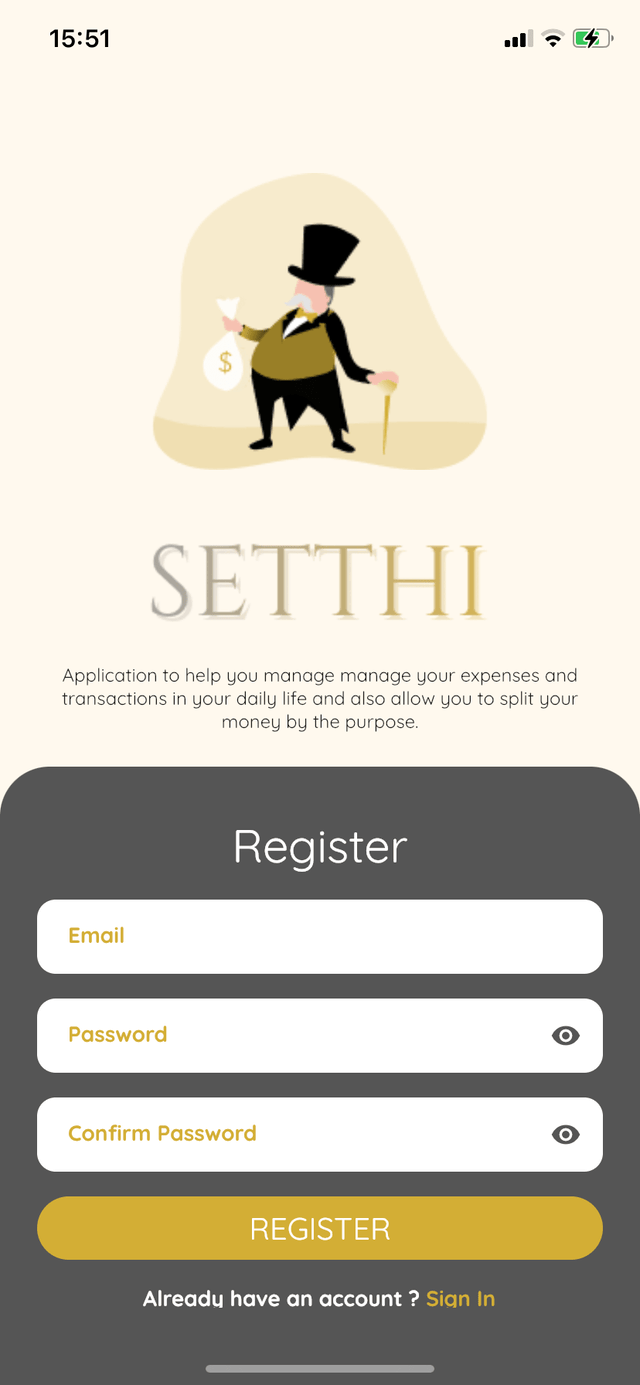 15:51
$
SETTHI
Application to help you manage manage your expenses and
transactions in your daily life and also allow you to split your
money by the purpose.
Register
Email
Password
Confirm Password
REGISTER
Already have an account ? Sign In